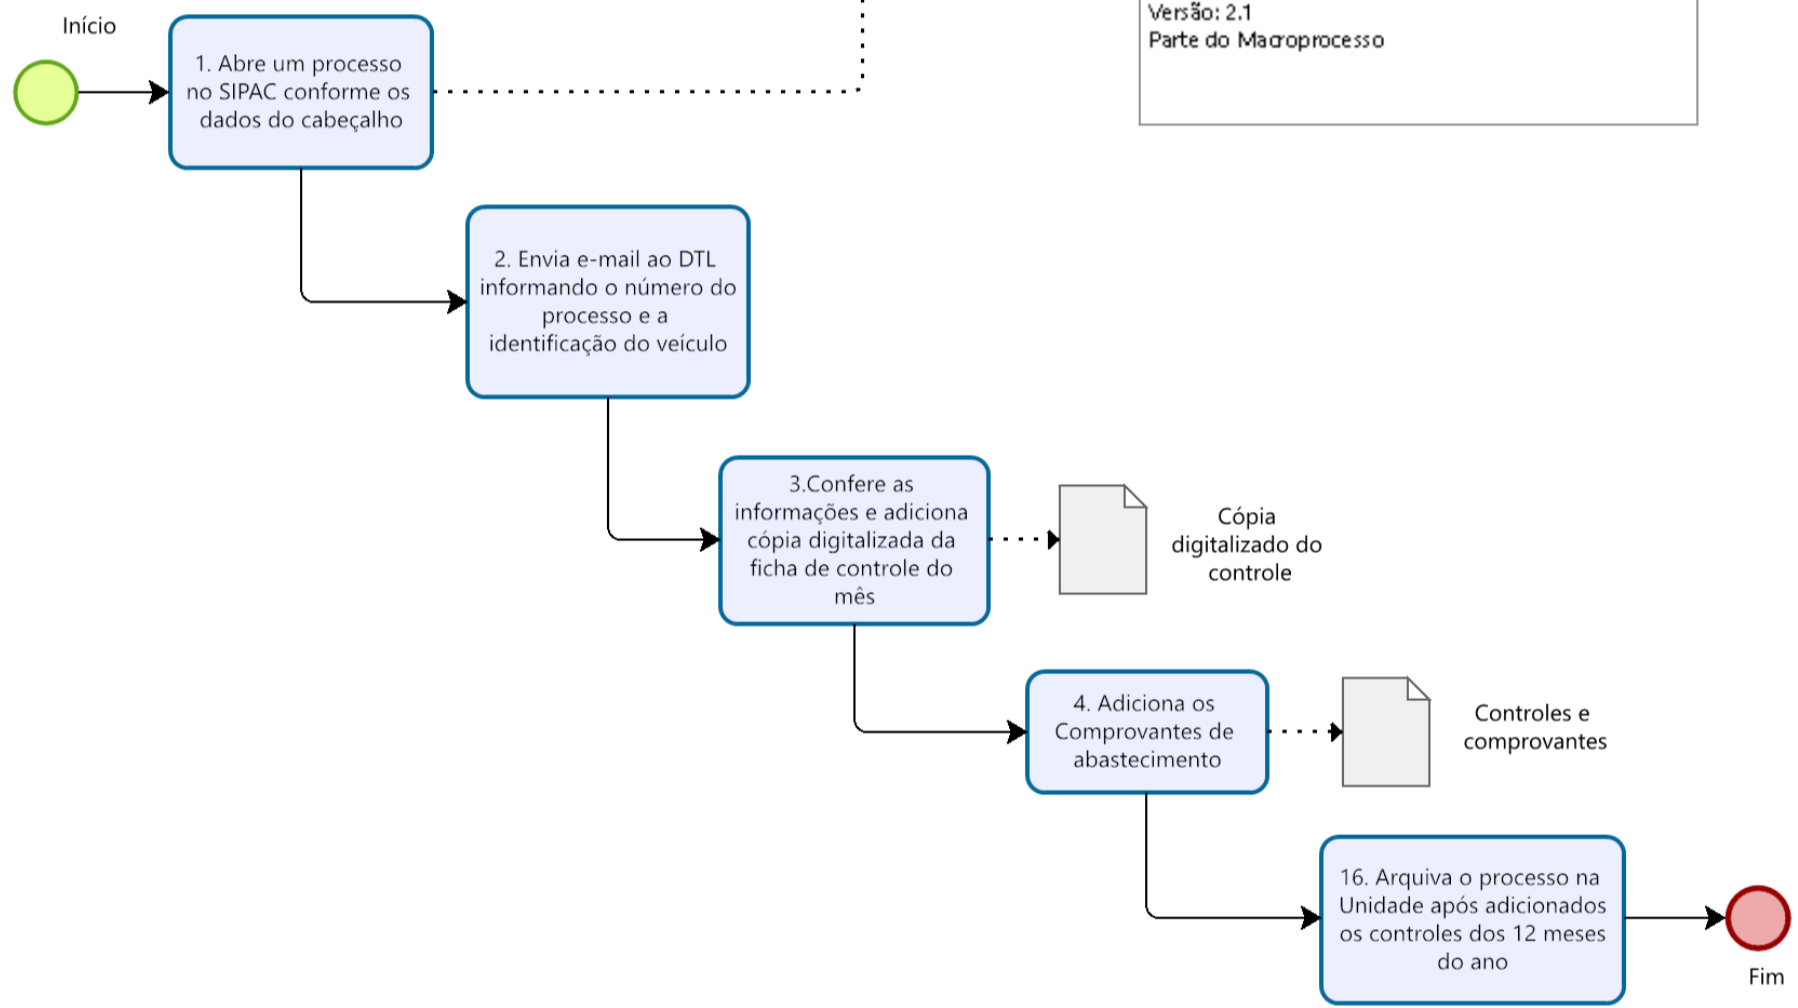 Início
1. Abre um processo
no SIPAC conforme os
dados do cabeçalho
Versão: 2.1
Parte do Macroprocesso
2. Envia e-mail ao DTL
informando o número do
processo e a
identificação do veículo
3.Confere as
informações e adiciona
cópia digitalizada da
ficha de controle do
mês
Cópia
digitalizado do
controle
4. Adiciona os
Comprovantes de
abastecimento
Controles e
comprovantes
16. Arquiva o processo na
Unidade após adicionados
os controles dos 12 meses
do ano
Fim